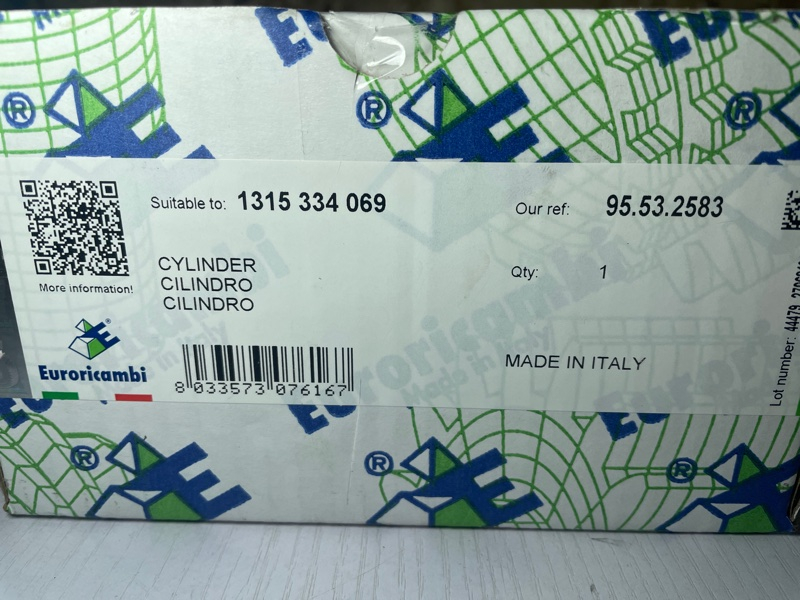 Suitable to: 1315 334 069
Our ref: 95.53.2583
CYLINDER
CILINDRO
CILINDRO
Qty: 1
More information!
Euroricambi
8 033573 076167
MADE IN ITALY
Lot number: 44479